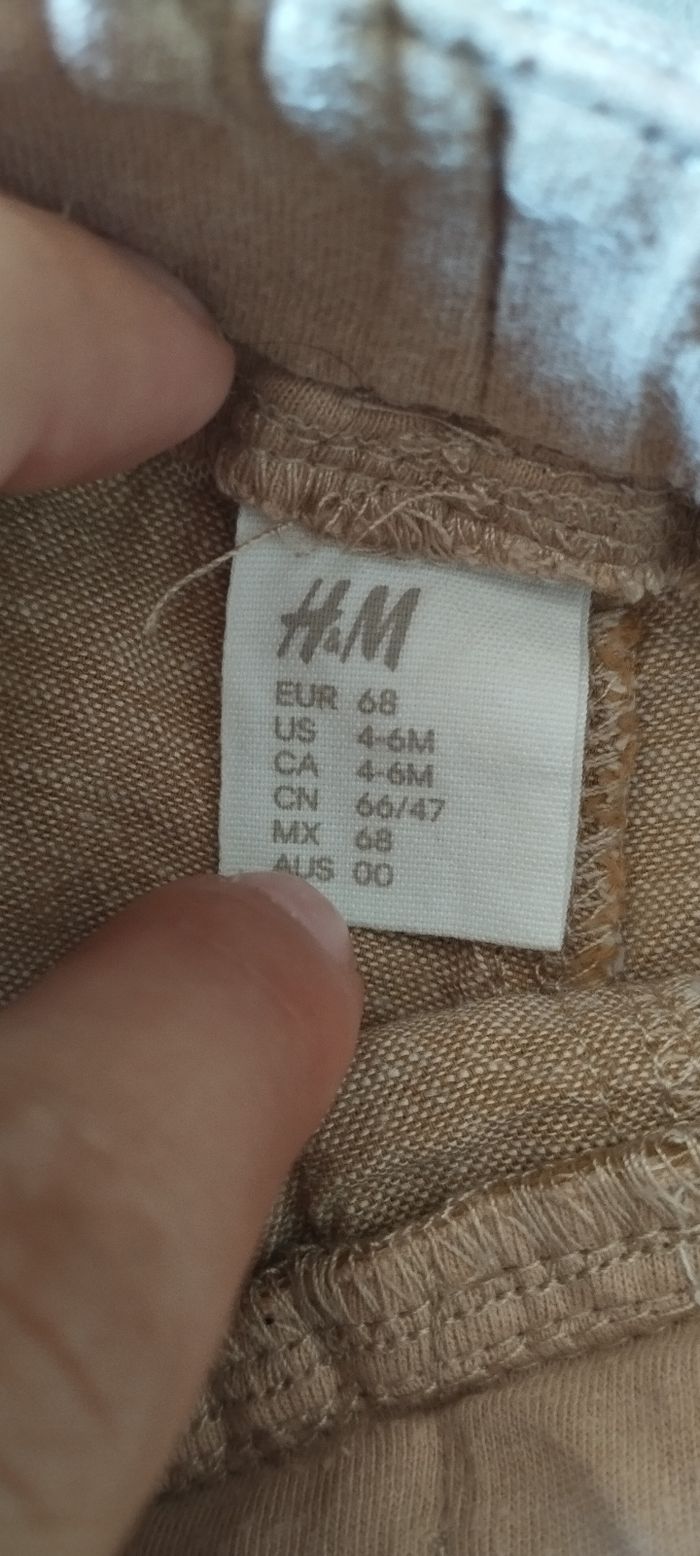 H&M
EUR 68
US 4-6M
CA 4-6M
CN 66/47
MX 68
AUS 00